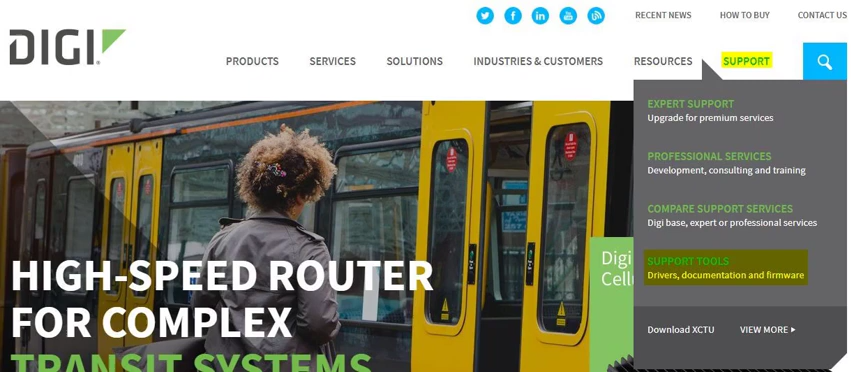 RECENT NEWS
HOW TO BUY
CONTACT US
DIGI
PRODUCTS
SERVICES
SOLUTIONS
INDUSTRIES & CUSTOMERS
RESOURCES
SUPPORT
EXPERT SUPPORT
Upgrade for premium services
PROFESSIONAL SERVICES
Development, consulting and training
COMPARE SUPPORT SERVICES
Digi base, expert or professional services
SUPPORT TOOLS
Drivers, documentation and firmware
Download XCTU
VIEW MORE
HIGH-SPEED ROUTER
FOR COMPLEX
TRANSIT SYSTEMS
Digi